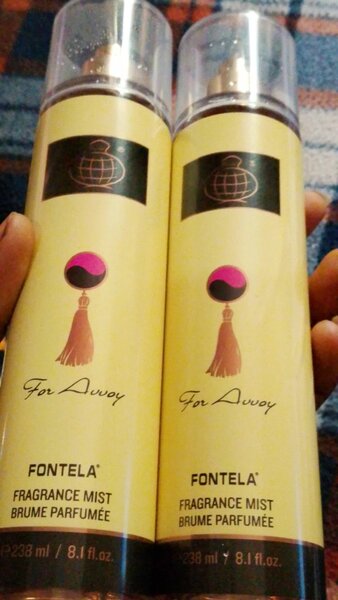 For Avvoy
FONTELA®
FRAGRANCE MIST
BRUME PARFUMÉE
℮238 ml / 8.1 fl.oz.
For Avvoy
FONTELA®
FRAGRANCE MIST
BRUME PARFUMÉE
℮238 ml / 8.1 fl.oz.